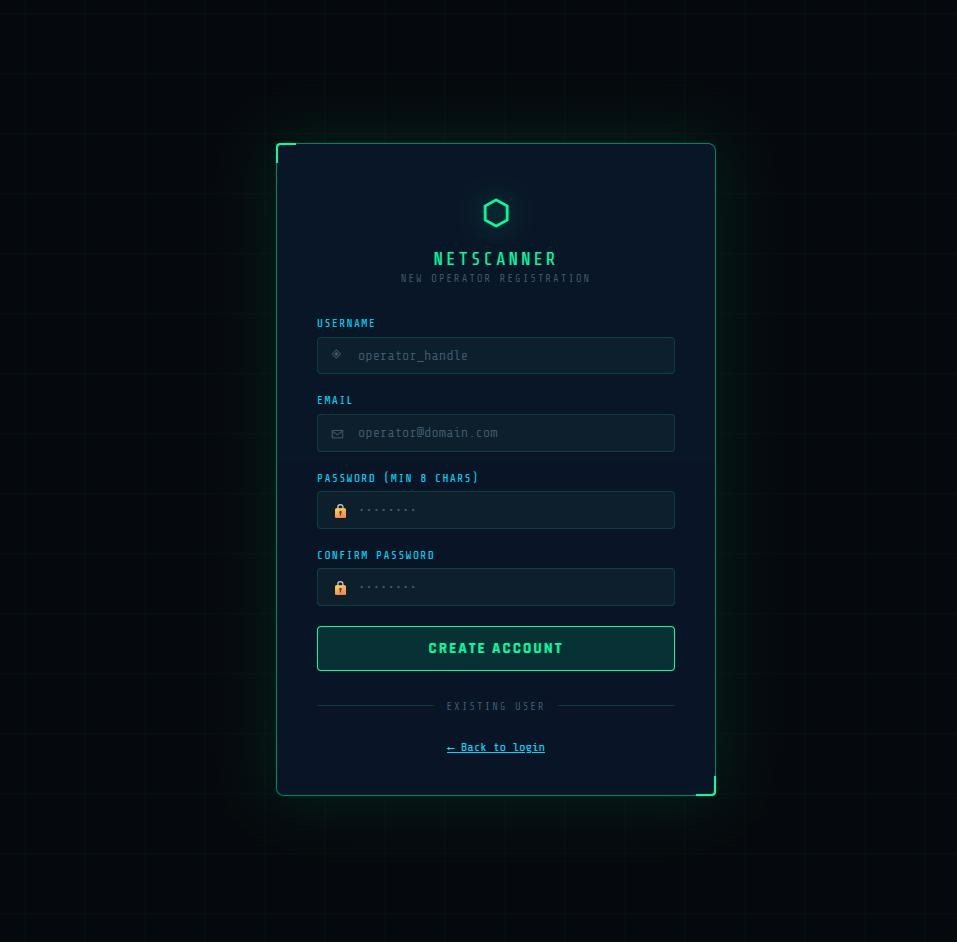 NETSCANNER
NEW OPERATOR REGISTRATION
USERNAME
operator_handle
EMAIL
operator@domain.com
PASSWORD (MIN 8 CHARS)
••••••••
CONFIRM PASSWORD
••••••••
CREATE ACCOUNT
EXISTING USER
← Back to login